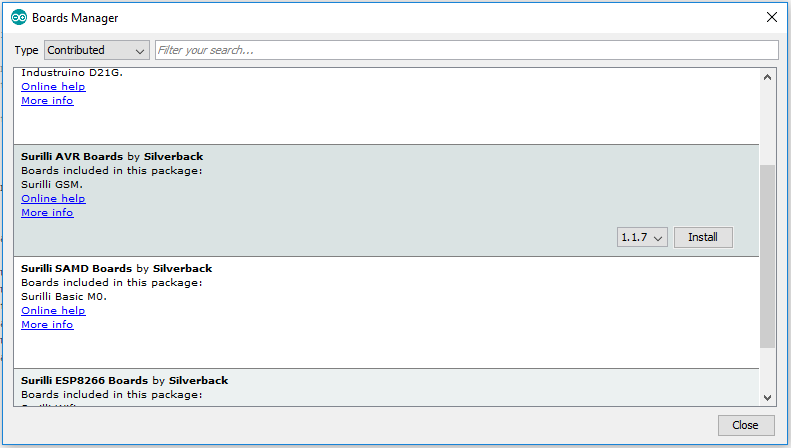 Boards Manager
Type Contributed Filter your search...
Industruino D21G.
Online help
More info
Surilli AVR Boards by Silverback
Boards included in this package:
Surilli GSM.
Online help
More info
1.1.7 Install
Surilli SAMD Boards by Silverback
Boards included in this package:
Surilli Basic M0.
Online help
More info
Surilli ESP8266 Boards by Silverback
Boards included in this package:
Close